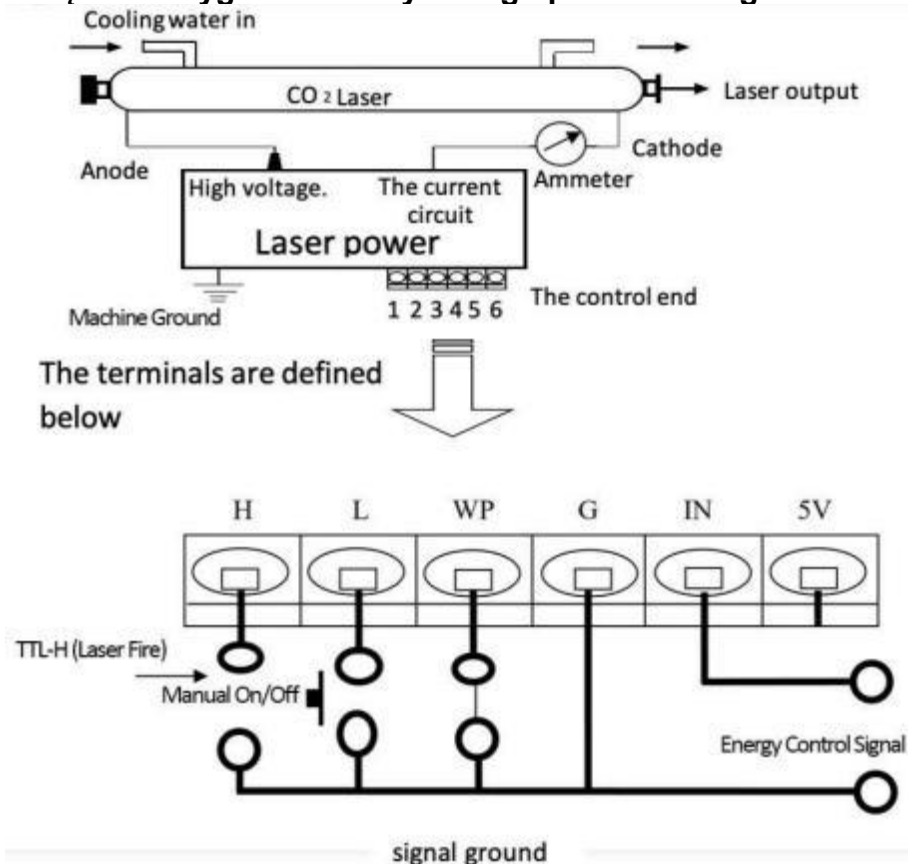 Cooling water in
CO 2 Laser
Laser output
Anode
Cathode
Ammeter
High voltage.
The current
circuit
Laser power
Machine Ground
1 2 3 4 5 6
The control end
The terminals are defined
below
H L WP G IN 5V
TTL-H (Laser Fire)
Manual On/Off
Energy Control Signal
signal ground